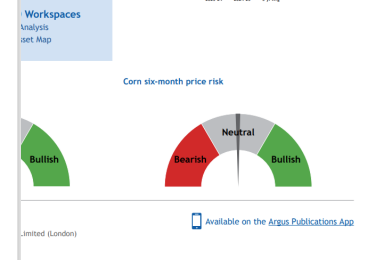 Workspaces
Analysis
sset Map
Corn six-month price risk
Neutral
Bullish
Bearish
Bullish
Available on the Argus Publications App
Limited (London)